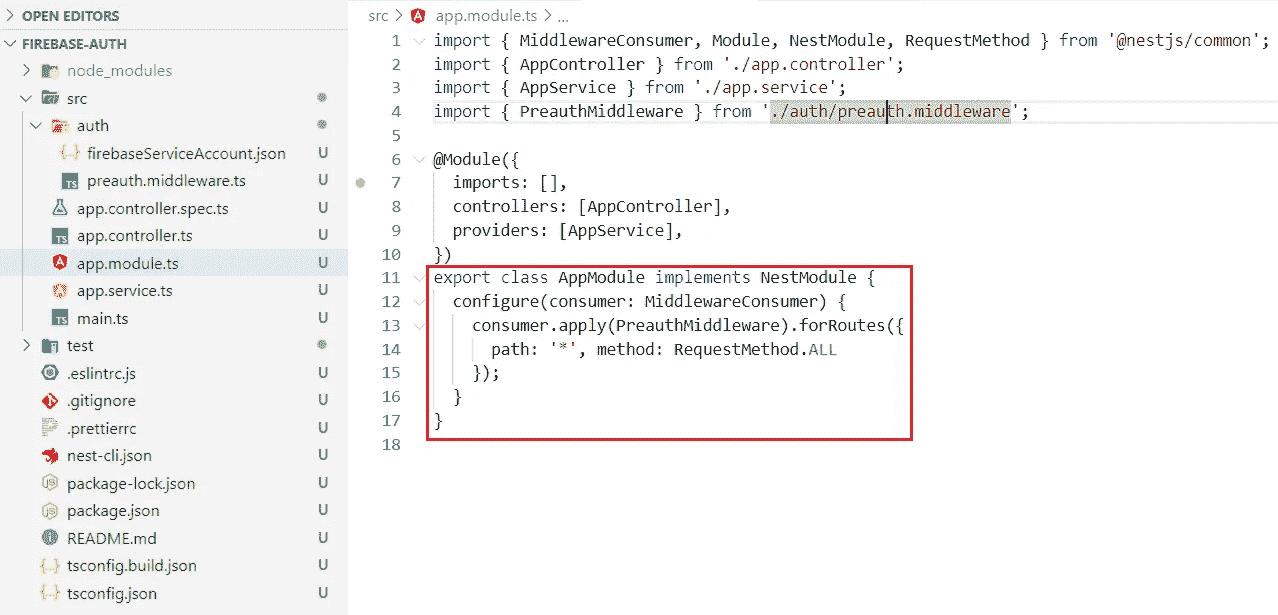 OPEN EDITORS
FIREBASE-AUTH
node_modules
src
auth
firebaseServiceAccount.json U
preauth.middleware.ts U
app.controller.spec.ts U
app.controller.ts U
app.module.ts U
app.service.ts U
main.ts U
test
.eslintrc.js U
.gitignore U
.prettierrc U
nest-cli.json U
package-lock.json U
package.json U
README.md U
tsconfig.build.json U
tsconfig.json U
src > app.module.ts > ...
1 import { MiddlewareConsumer, Module, NestModule, RequestMethod } from '@nestjs/common';
2 import { AppController } from './app.controller';
3 import { AppService } from './app.service';
4 import { PreauthMiddleware } from './auth/preauth.middleware';
5
6 @Module({
7 imports: [],
8 controllers: [AppController],
9 providers: [AppService],
10 })
11 export class AppModule implements NestModule {
12 configure(consumer: MiddlewareConsumer) {
13 consumer.apply(PreauthMiddleware).forRoutes({
14 path: '*', method: RequestMethod.ALL
15 });
16 }
17 }
18